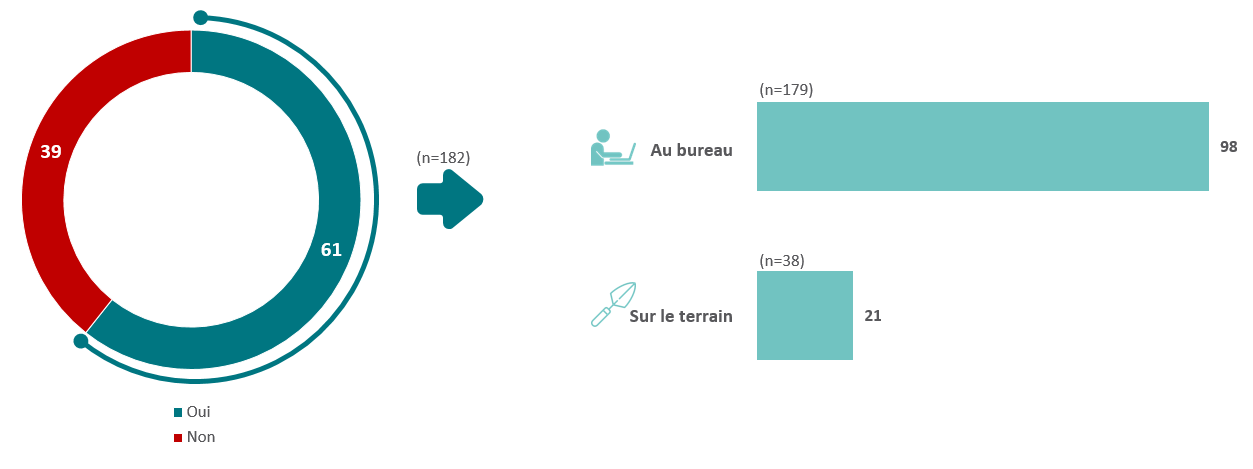 39
61
Oui
Non
(n=182)
(n=179)
Au bureau
98
(n=38)
Sur le terrain
21